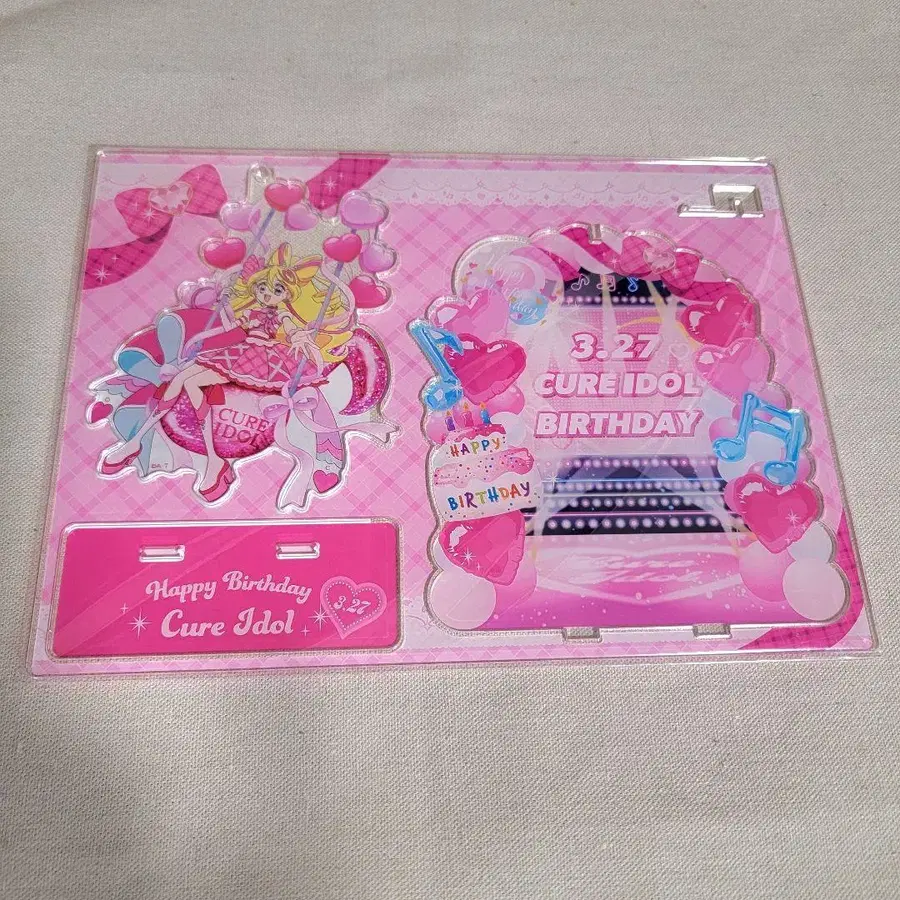 CURE
IDOL
Happy Birthday
Cure Idol
3.27
3.27
CURE IDOL
BIRTHDAY
HAPPY
BIRTHDAY